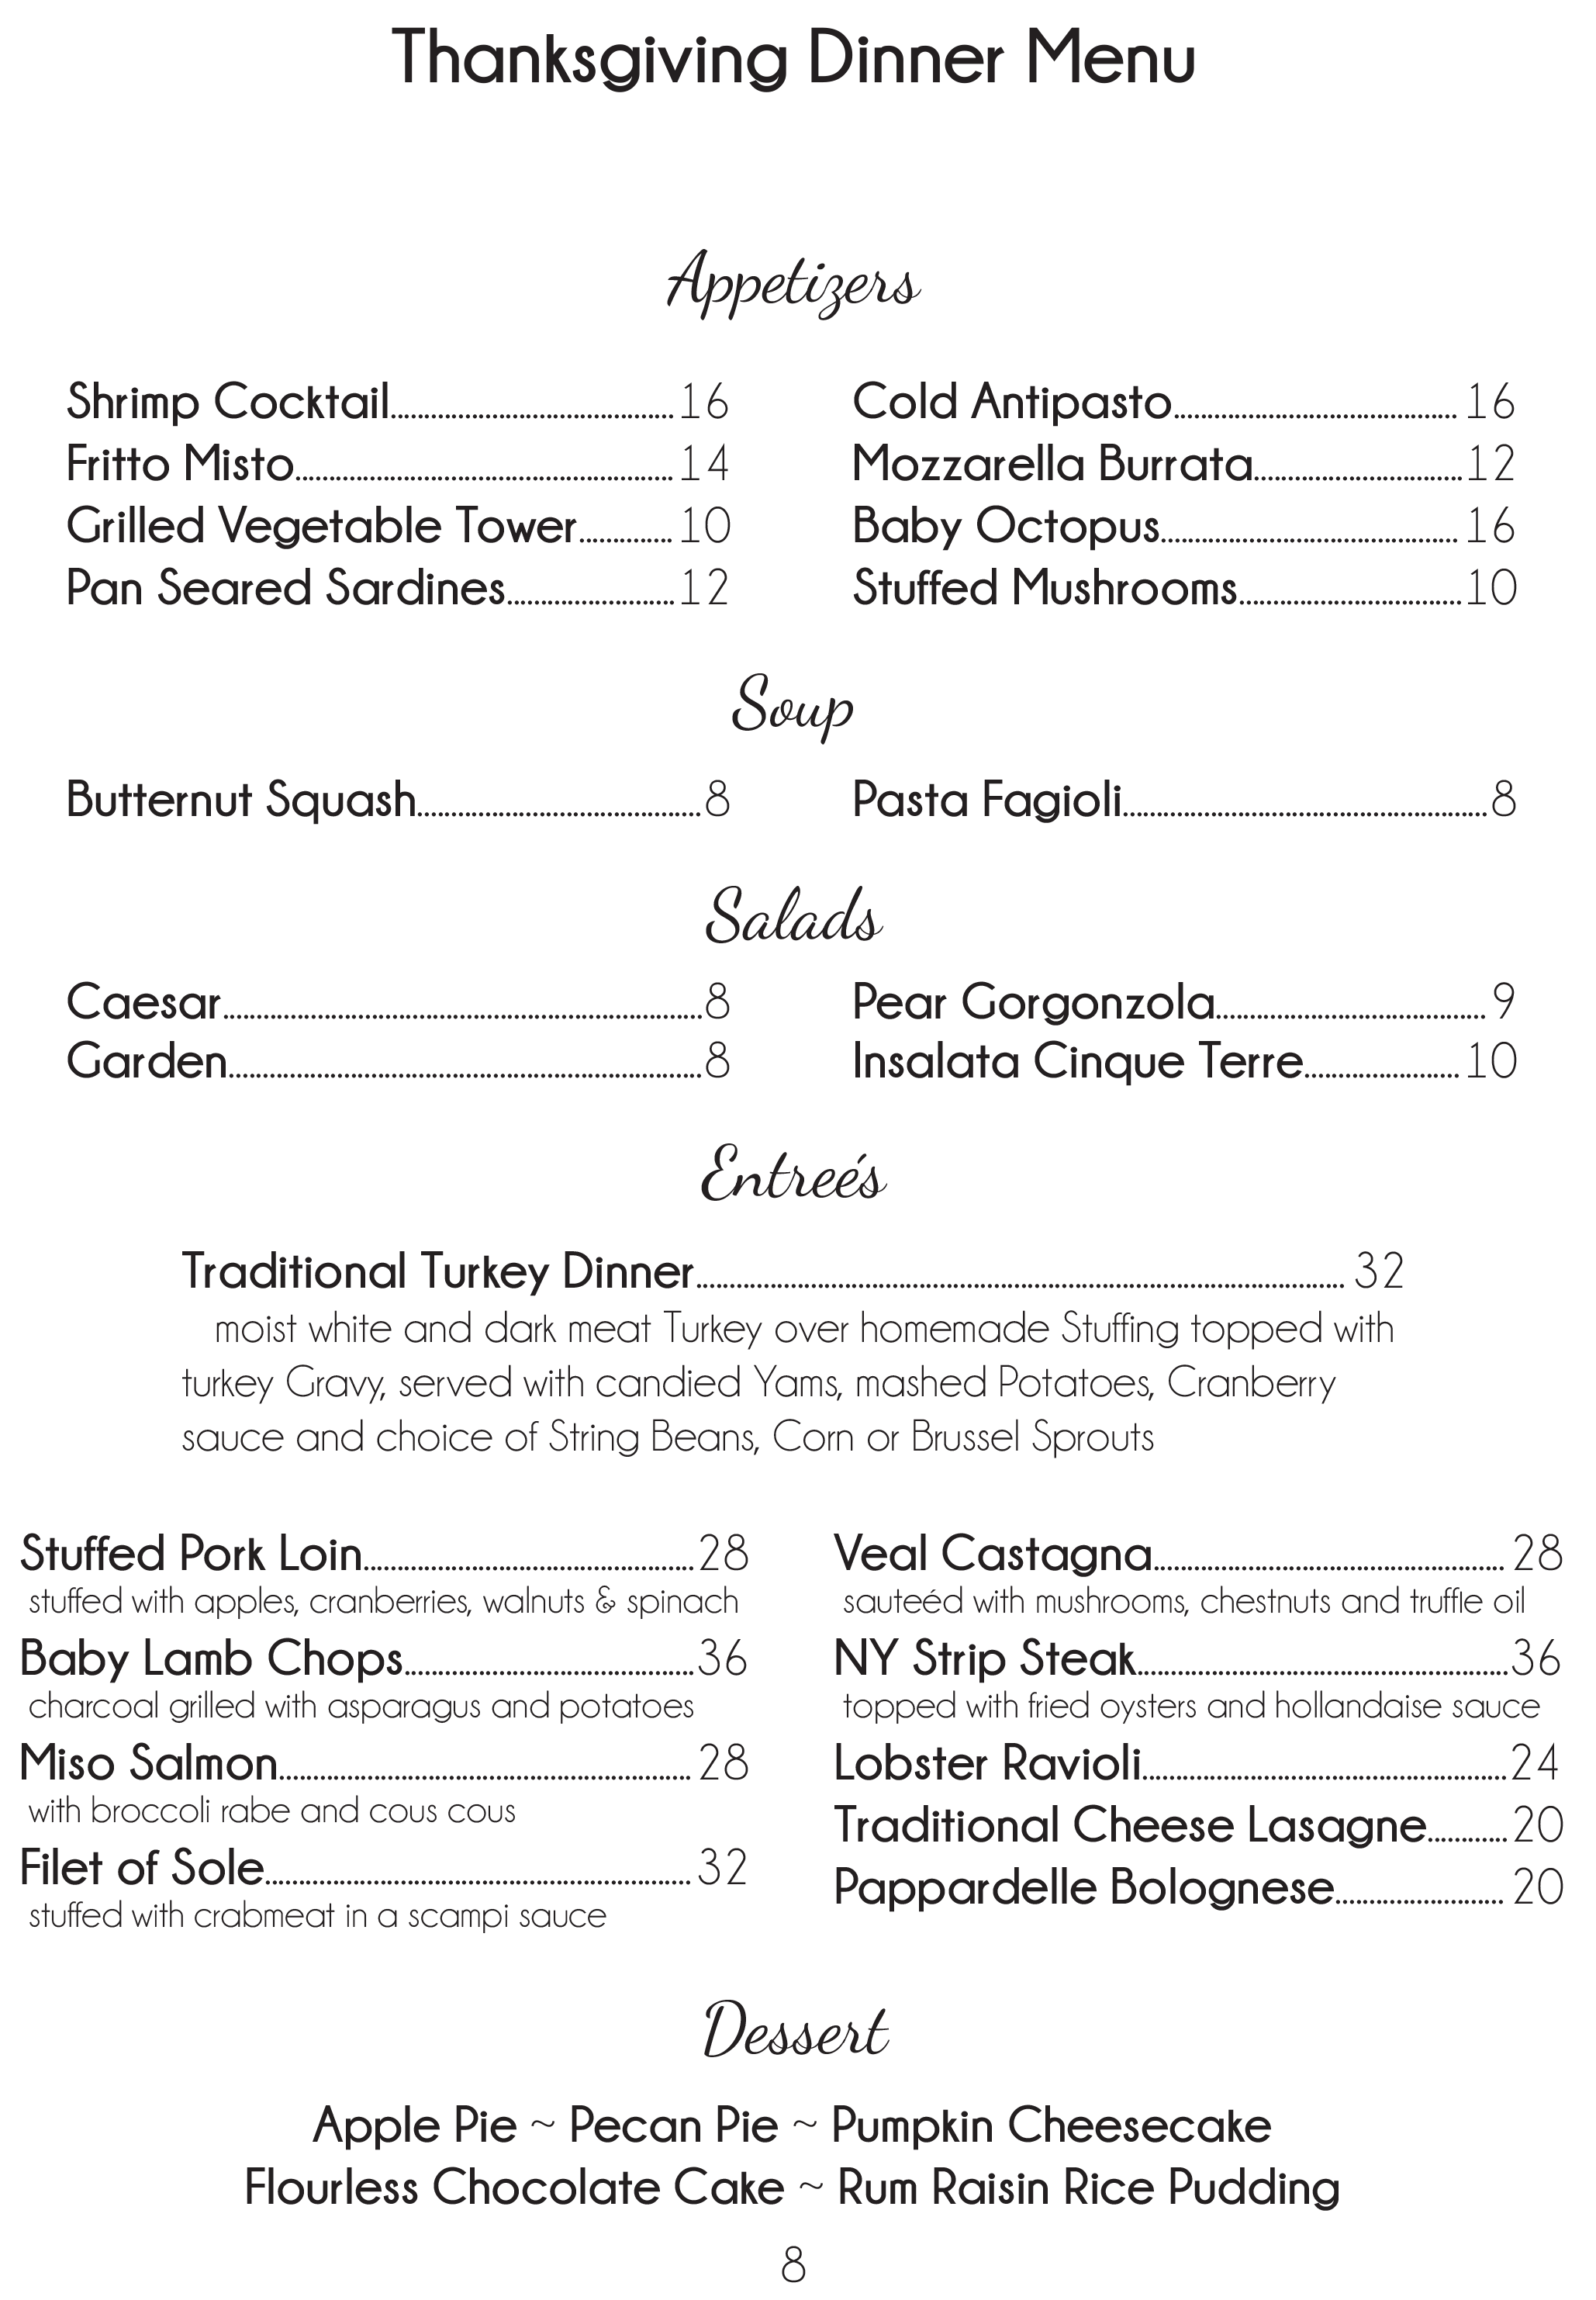 Thanksgiving Dinner Menu
Appetizers
Shrimp Cocktail..........................................16
Fritto Misto........................................................14
Grilled Vegetable Tower..............10
Pan Seared Sardines.........................12
Cold Antipasto.......................................... 16
Mozzarella Burrata...............................12
Baby Octopus............................................ 16
Stuffed Mushrooms.................................10
Soup
Butternut Squash..........................................8
Pasta Fagioli......................................................8
Salads
Caesar.......................................................................8
Garden......................................................................8
Pear Gorgonzola........................................ 9
Insalata Cinque Terre....................... 10
Entreés
Traditional Turkey Dinner................................................................................................ 32
moist white and dark meat Turkey over homemade Stuffing topped with
turkey Gravy, served with candied Yams, mashed Potatoes, Cranberry
sauce and choice of String Beans, Corn or Brussel Sprouts
Stuffed Pork Loin.................................................28
stuffed with apples, cranberries, walnuts & spinach
Baby Lamb Chops...........................................36
charcoal grilled with asparagus and potatoes
Miso Salmon............................................................. 28
with broccoli rabe and cous cous
Filet of Sole............................................................... 32
stuffed with crabmeat in a scampi sauce
Veal Castagna.................................................... 28
sauteéd with mushrooms, chestnuts and truffle oil
NY Strip Steak.......................................................36
topped with fried oysters and hollandaise sauce
Lobster Ravioli......................................................24
Traditional Cheese Lasagne............20
Pappardelle Bolognese......................... 20
Dessert
Apple Pie ~ Pecan Pie ~ Pumpkin Cheesecake
Flourless Chocolate Cake ~ Rum Raisin Rice Pudding
8